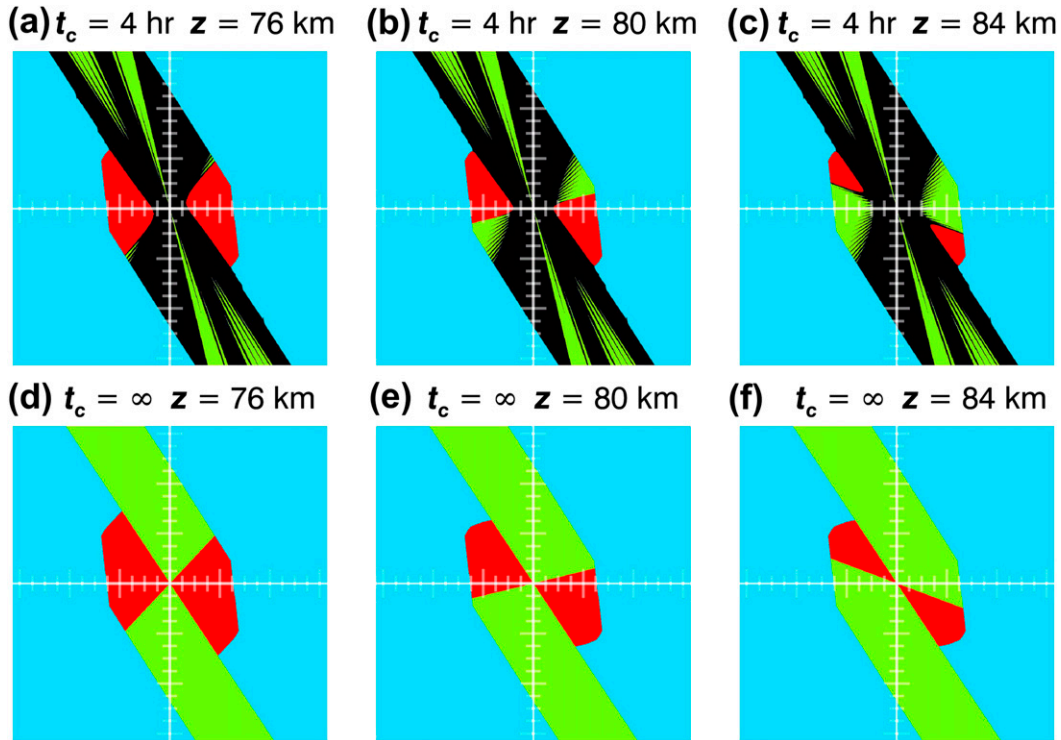 (a) t_c = 4 hr z = 76 km
(b) t_c = 4 hr z = 80 km
(c) t_c = 4 hr z = 84 km
(d) t_c = ∞ z = 76 km
(e) t_c = ∞ z = 80 km
(f) t_c = ∞ z = 84 km